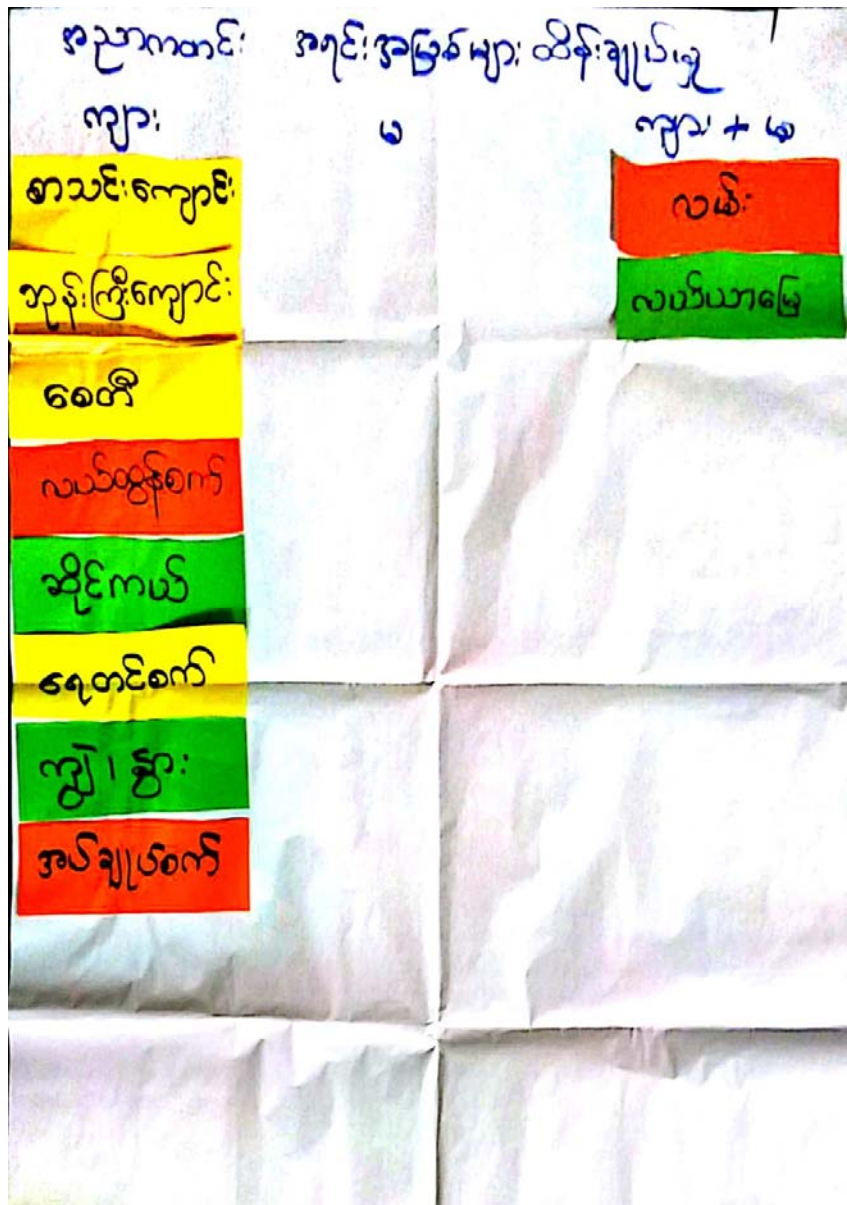 အညာကတင်း အရင်းအမြစ်များ ထိန်းချုပ်မှု
ကျား မ ကျား + မ
စာသင်ကျောင်း
ဘုန်းကြီးကျောင်း
စေတီ
လယ်ထွန်စက်
ဆိုင်ကယ်
ရေတင်စက်
ကျွဲ၊ နွား
အပ်ချုပ်စက်
လမ်း
လယ်ယာမြေ